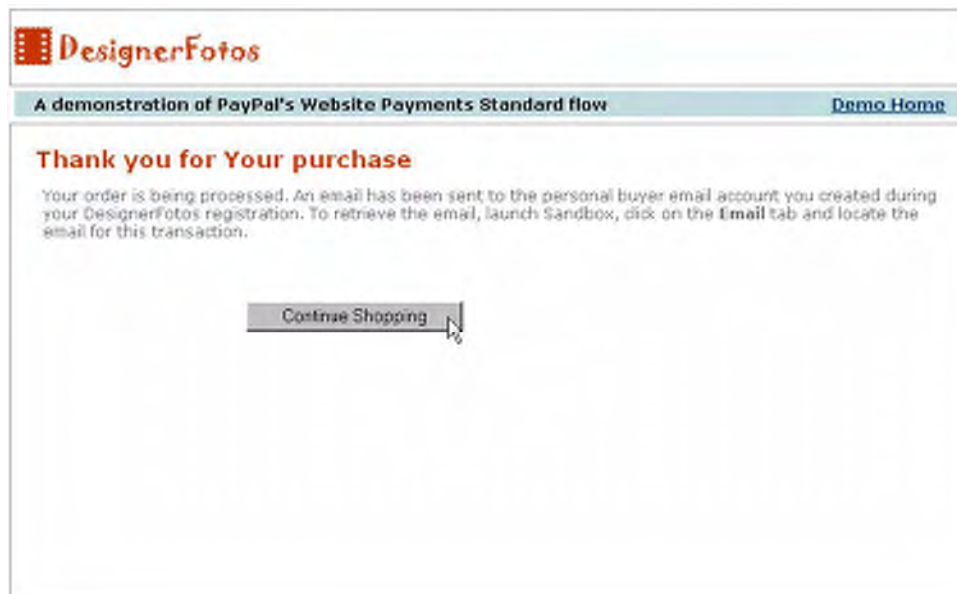 DesignerFotos
A demonstration of PayPal's Website Payments Standard flow Demo Home
Thank you for Your purchase
Your order is being processed. An email has been sent to the personal buyer email account you created during
your DesignerFotos registration. To retrieve the email, launch Sandbox, click on the Email tab and locate the
email for this transaction.
Continue Shopping